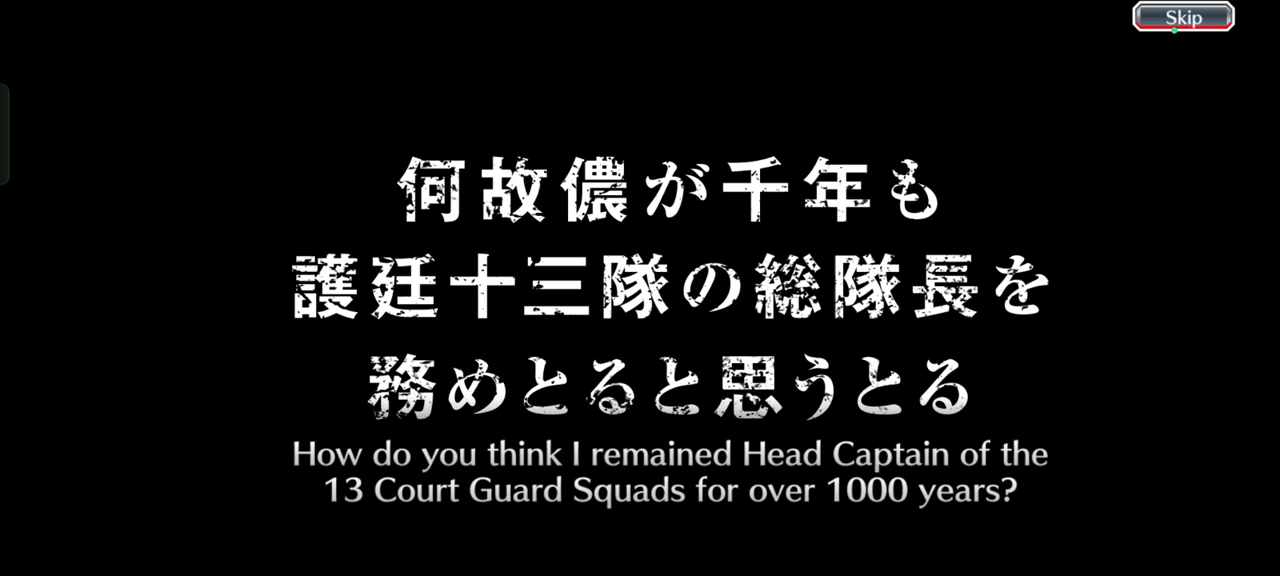 Skip
何故儂が千年も
護廷十三隊の総隊長を
務めとると思うとる
How do you think I remained Head Captain of the
13 Court Guard Squads for over 1000 years?